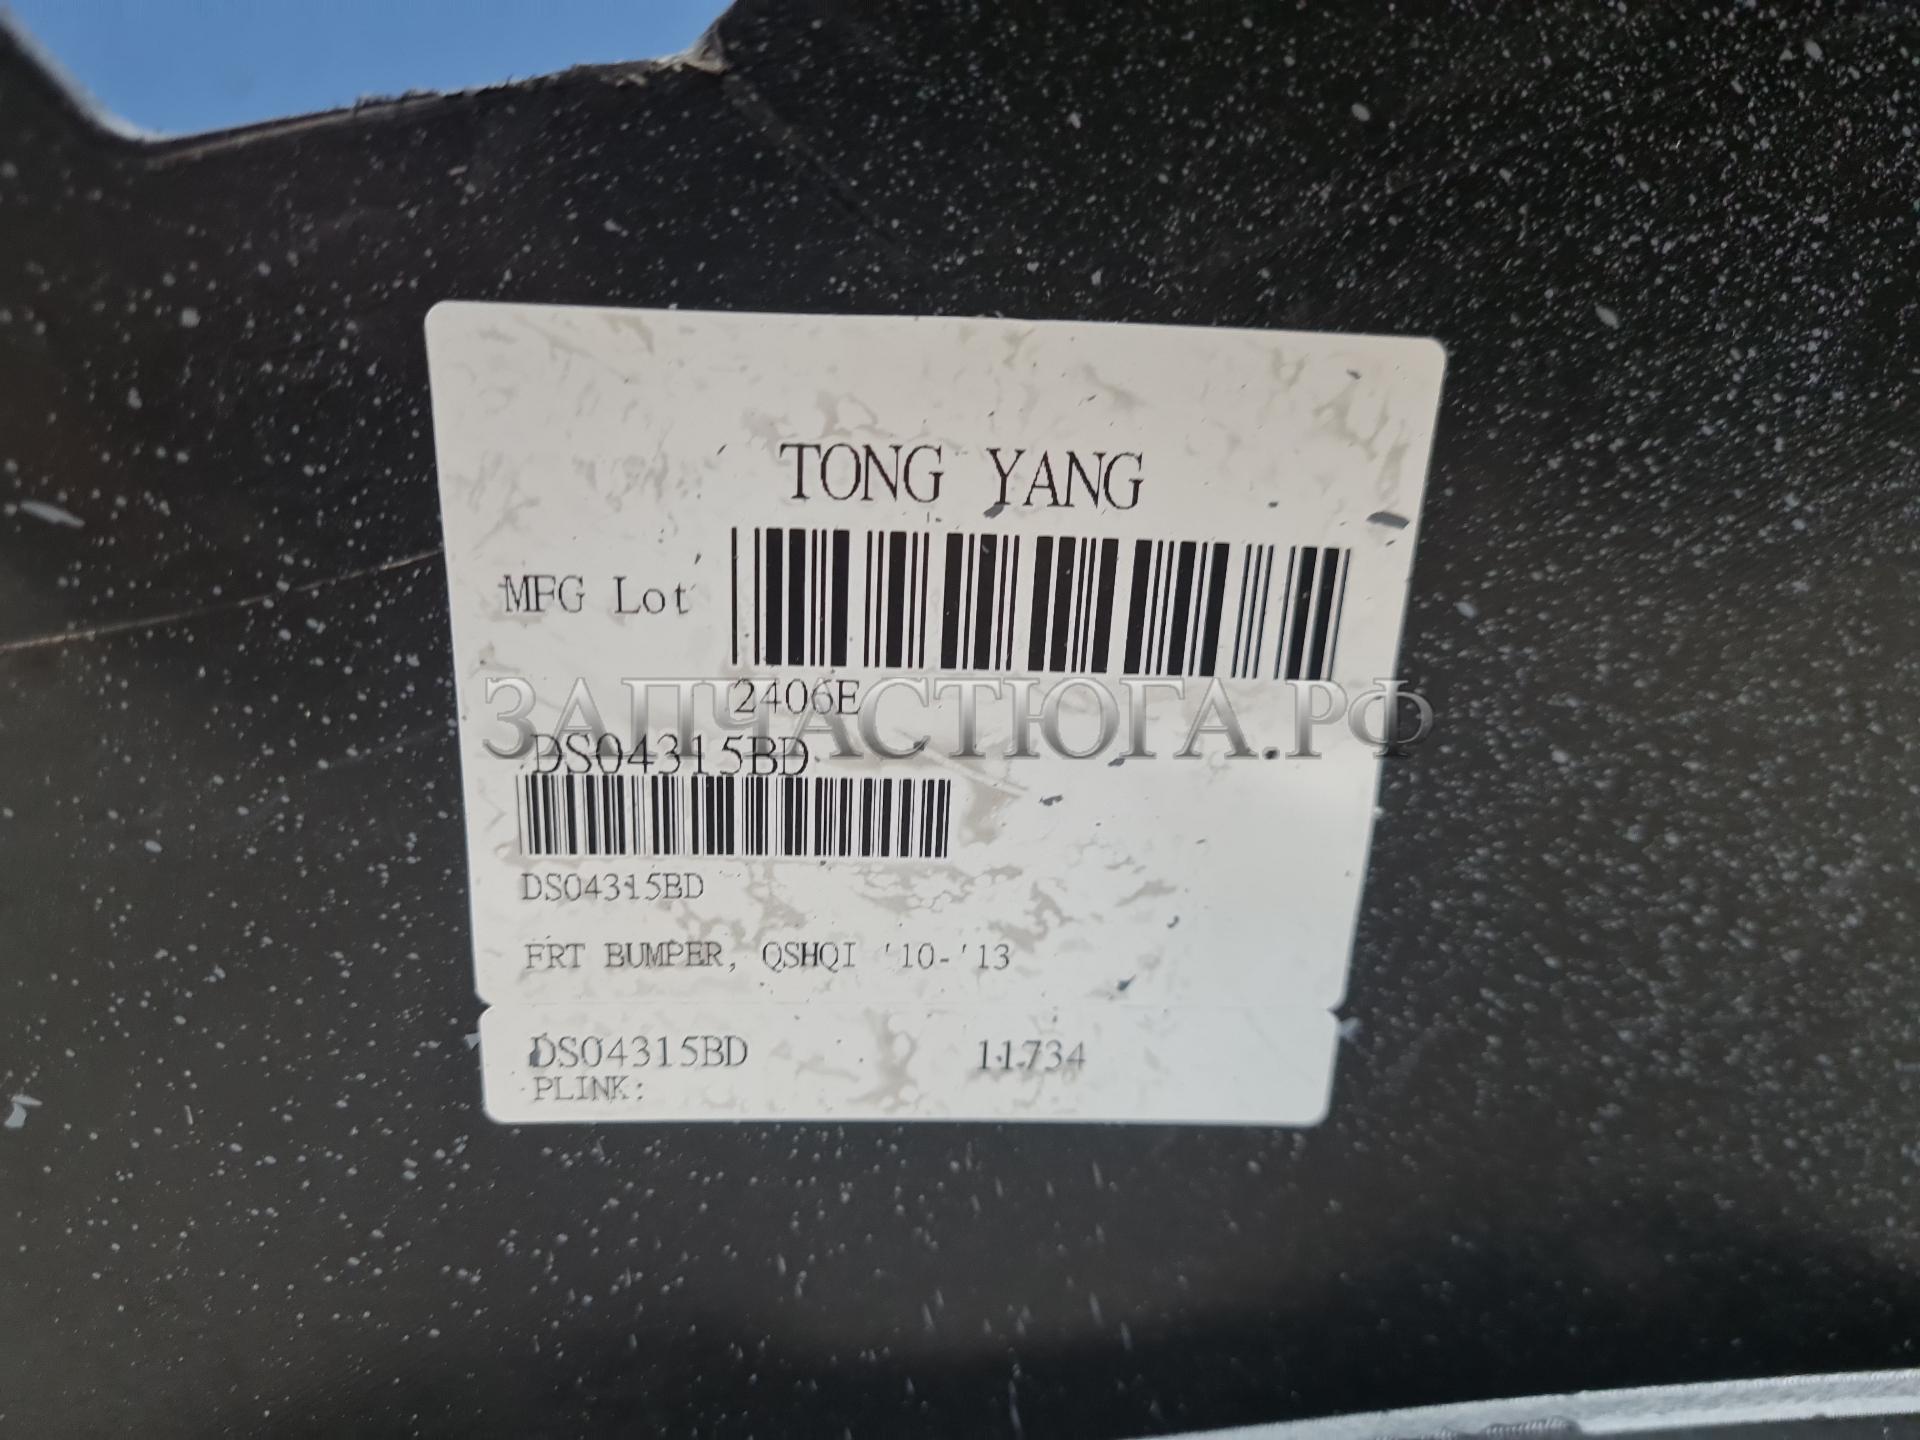 TONG YANG
MFG Lot
2406E
ЗАПЧАСТЮГА.РФ
DS04315BD
DS04315BD
FRT BUMPER, QSHQI '10-'13
DS04315BD 11734
PLINK: